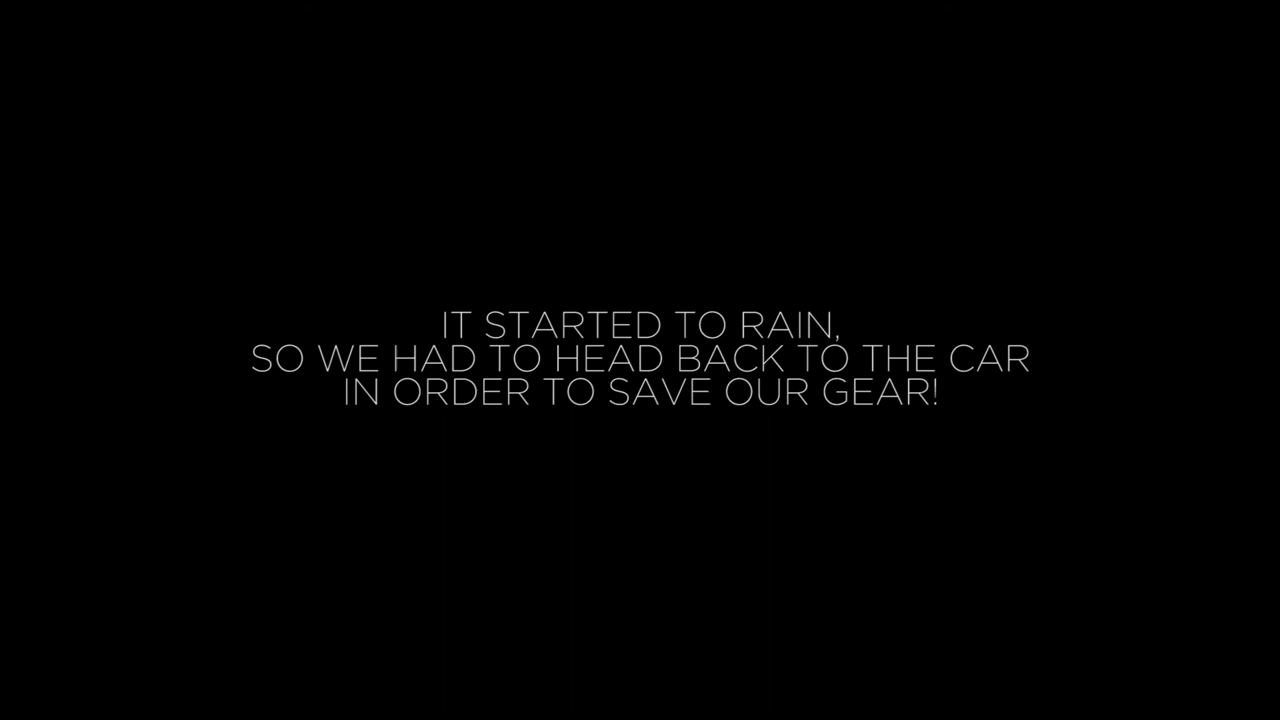 IT STARTED TO RAIN,
SO WE HAD TO HEAD BACK TO THE CAR
IN ORDER TO SAVE OUR GEAR!